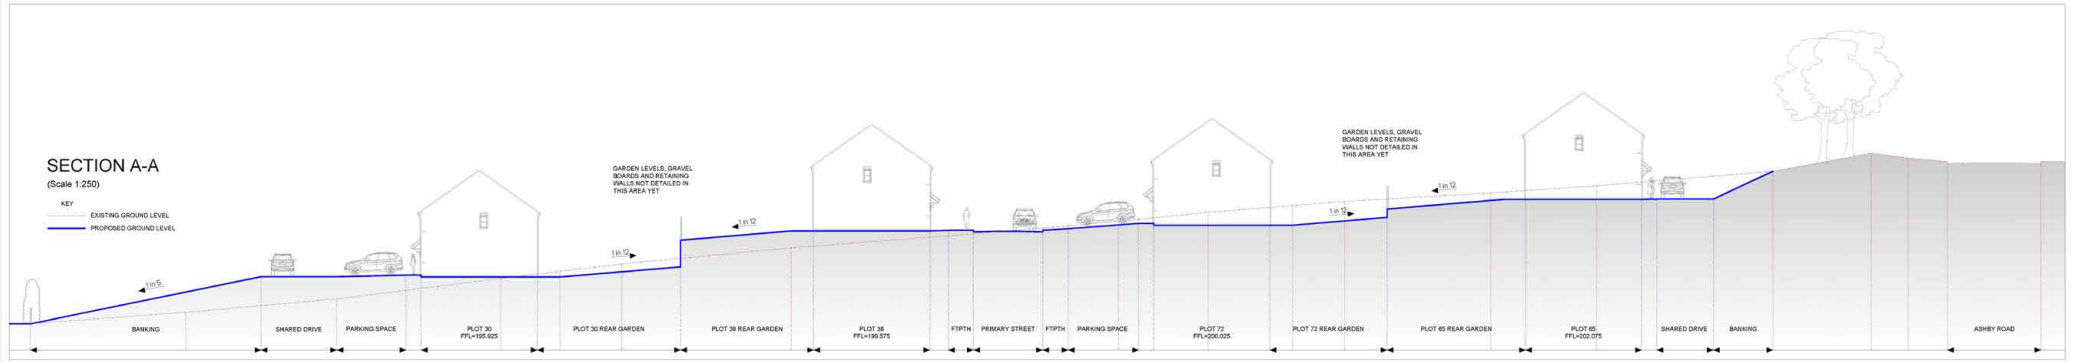 SECTION A-A
(Scale 1:250)
KEY
EXISTING GROUND LEVEL
PROPOSED GROUND LEVEL
GARDEN LEVELS, GRAVEL
BOARDS AND RETAINING
WALLS NOT DETAILED IN
THIS AREA YET
GARDEN LEVELS, GRAVEL
BOARDS AND RETAINING
WALLS NOT DETAILED IN
THIS AREA YET
1 in 5
1 in 12
1 in 12
1 in 12
1 in 12
BANKING
SHARED DRIVE
PARKING SPACE
PLOT 30
FFL=195.925
PLOT 30 REAR GARDEN
PLOT 38 REAR GARDEN
PLOT 38
FFL=199.575
FTPTH
PRIMARY STREET
FTPTH
PARKING SPACE
PLOT 72
FFL=200.025
PLOT 72 REAR GARDEN
PLOT 65 REAR GARDEN
PLOT 65
FFL=202.075
SHARED DRIVE
BANKING
ASHBY ROAD